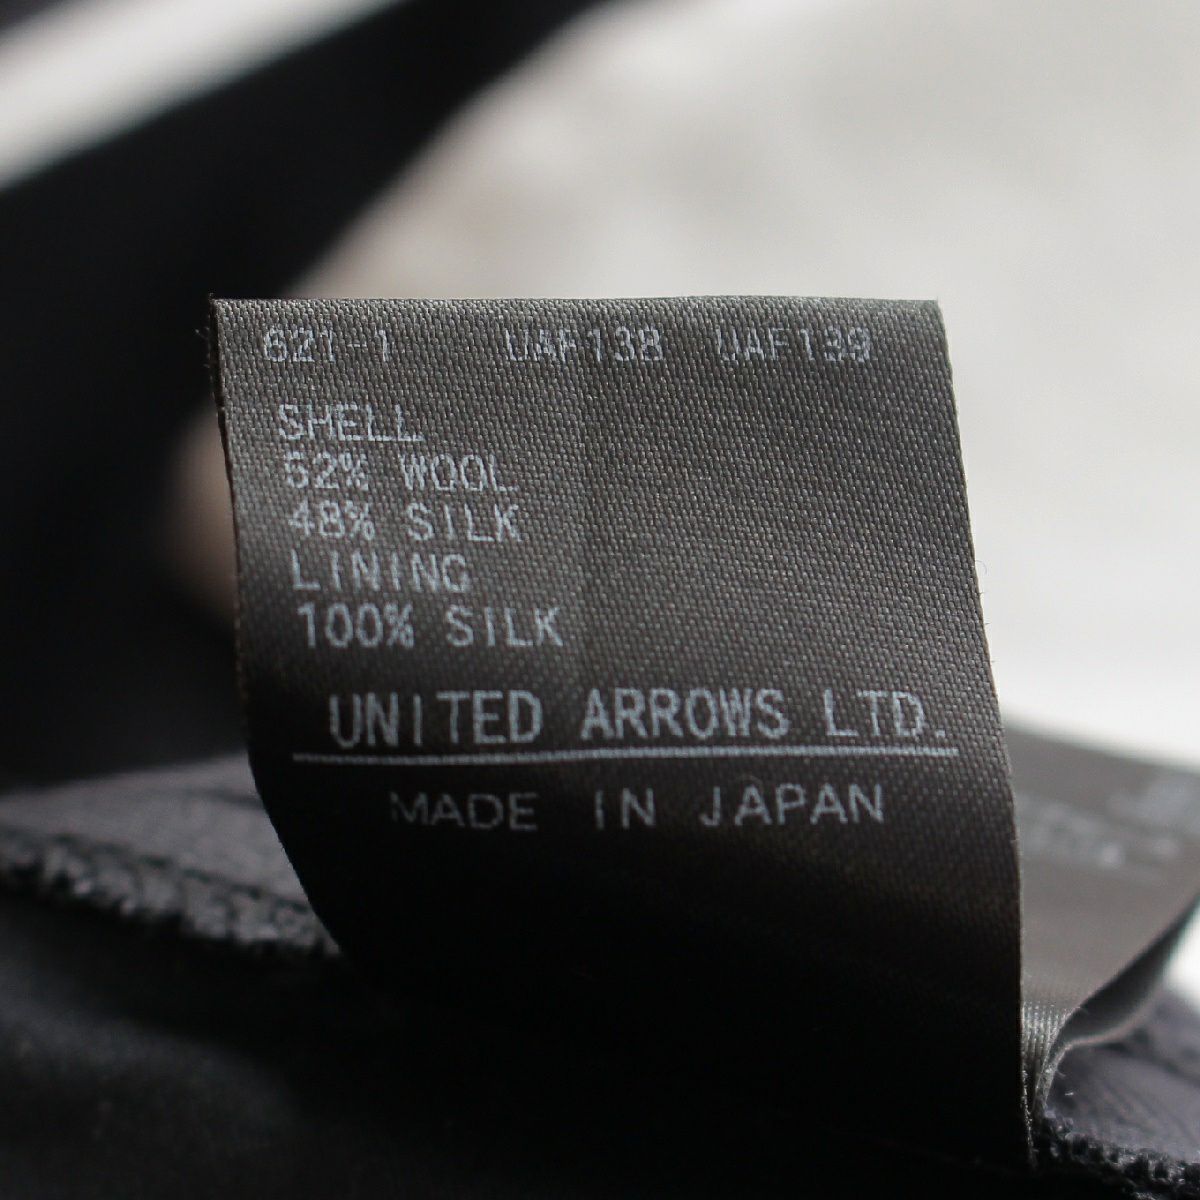 621-1 UAF138 UAF139
SHELL
52% WOOL
48% SILK
LINING
100% SILK
UNITED ARROWS LTD.
MADE IN JAPAN